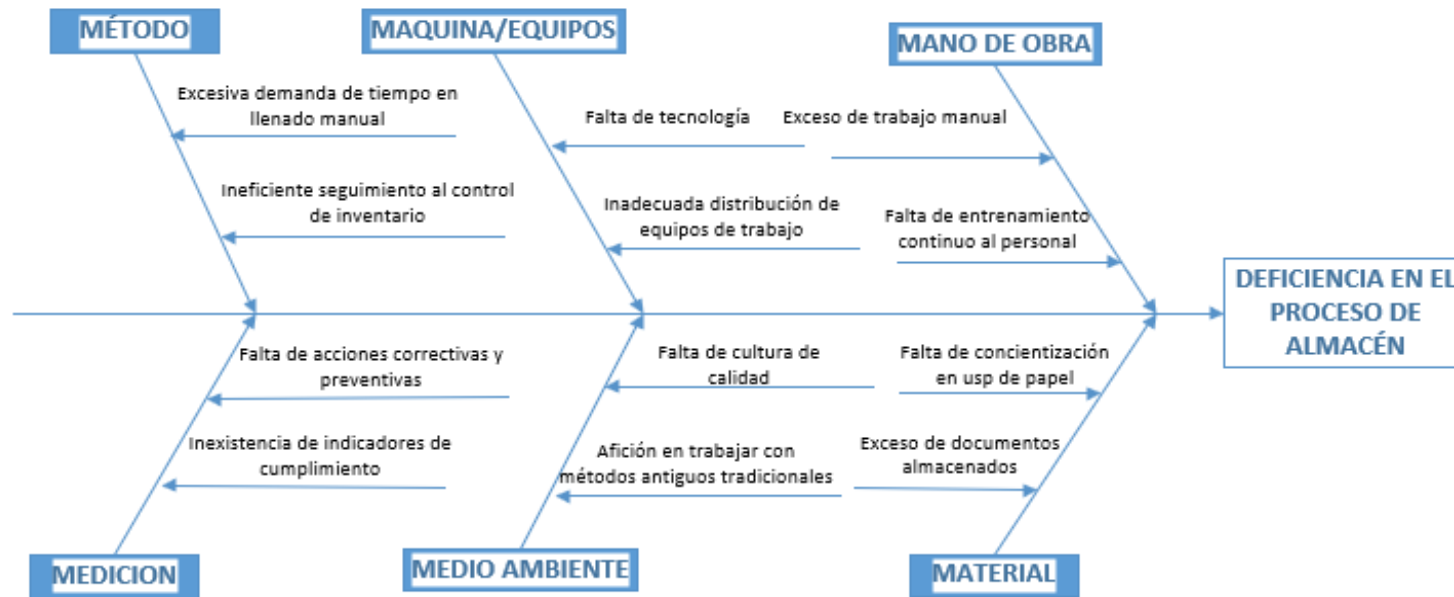 MÉTODO
MAQUINA/EQUIPOS
MANO DE OBRA
Excesiva demanda de tiempo en
llenado manual
Falta de tecnología
Exceso de trabajo manual
Ineficiente seguimiento al control
de inventario
Inadecuada distribución de
equipos de trabajo
Falta de entrenamiento
continuo al personal
DEFICIENCIA EN EL
PROCESO DE
ALMACÉN
Falta de acciones correctivas y
preventivas
Falta de cultura de
calidad
Falta de concientización
en usp de papel
Inexistencia de indicadores de
cumplimiento
Afición en trabajar con
métodos antiguos tradicionales
Exceso de documentos
almacenados
MEDICION
MEDIO AMBIENTE
MATERIAL